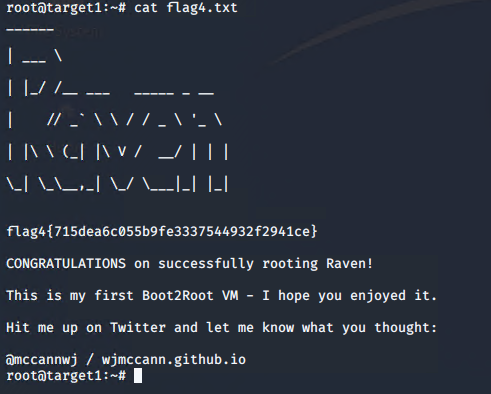 root@target1:~# cat flag4.txt
______
| ___ \
| |_/ /__ ___   _____ _ __
|    // _` \ \ / / _ \ '_ \
| |\ \ (_| |\ V /  __/ | | |
\_| \_\__,_| \_/ \___|_| |_|
flag4{715dea6c055b9fe3337544932f2941ce}
CONGRATULATIONS on successfully rooting Raven!
This is my first Boot2Root VM - I hope you enjoyed it.
Hit me up on Twitter and let me know what you thought:
@mccannwj / wjmccann.github.io
root@target1:~#